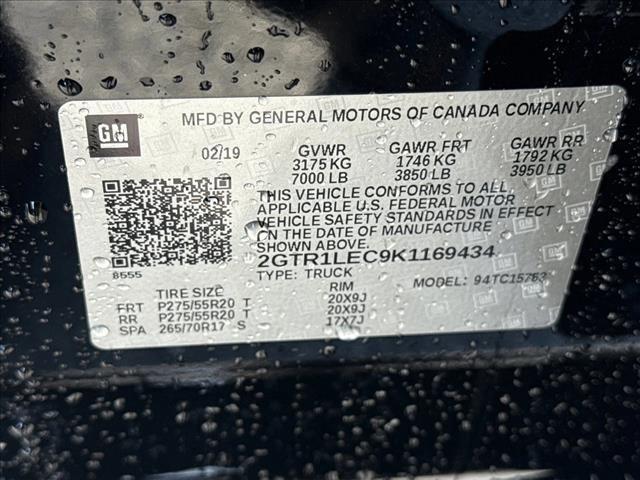 GM
MFD BY GENERAL MOTORS OF CANADA COMPANY
02/19 GVWR GAWR FRT GAWR RR
3175 KG 1746 KG 1792 KG
7000 LB 3850 LB 3950 LB
THIS VEHICLE CONFORMS TO ALL
APPLICABLE U.S. FEDERAL MOTOR
VEHICLE SAFETY STANDARDS IN EFFECT
ON THE DATE OF MANUFACTURE
SHOWN ABOVE.
8555
2GTR1LEC9K1169434
TYPE: TRUCK MODEL: 94TC15753
TIRE SIZE RIM
FRT P275/55R20 T 20X9J
RR P275/55R20 T 20X9J
SPA 265/70R17 S 17X7J